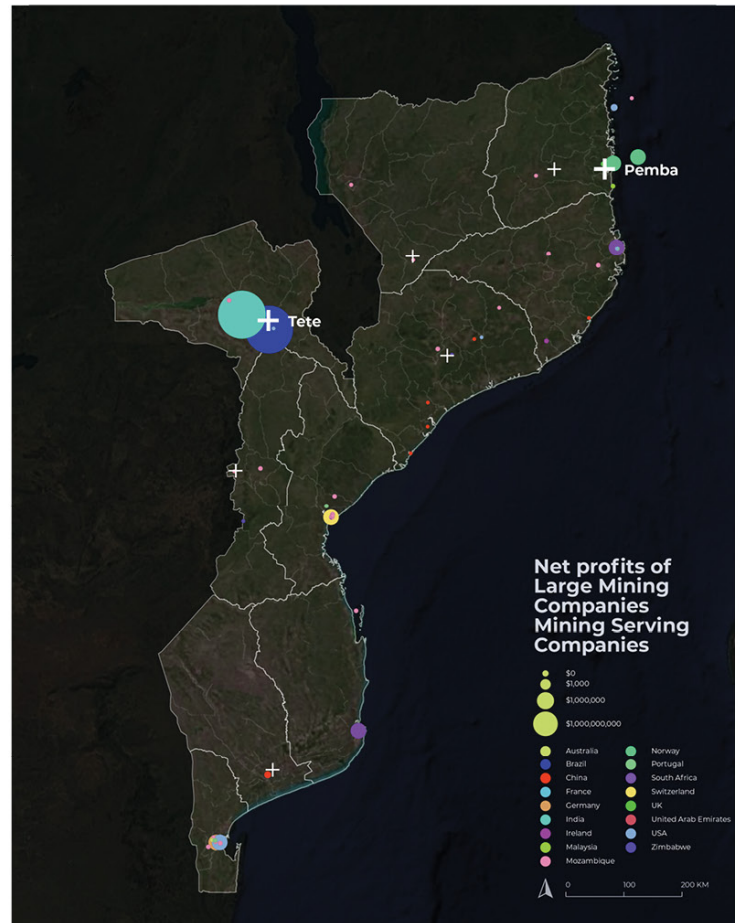 Pemba
Tete
Net profits of
Large Mining
Companies
Mining Serving
Companies
$0
$1,000
$1,000,000
$1,000,000,000
Australia
Brazil
China
France
Germany
India
Ireland
Malaysia
Mozambique
Norway
Portugal
South Africa
Switzerland
UK
United Arab Emirates
USA
Zimbabwe
0 100 200 KM